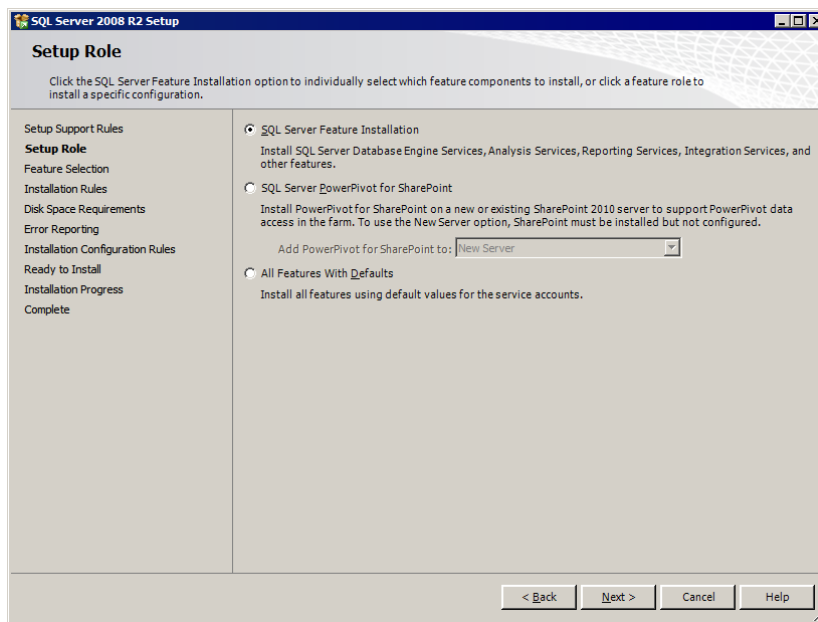 SQL Server 2008 R2 Setup
Setup Role
Click the SQL Server Feature Installation option to individually select which feature components to install, or click a feature role to
install a specific configuration.
Setup Support Rules
Setup Role
Feature Selection
Installation Rules
Disk Space Requirements
Error Reporting
Installation Configuration Rules
Ready to Install
Installation Progress
Complete
SQL Server Feature Installation
Install SQL Server Database Engine Services, Analysis Services, Reporting Services, Integration Services, and
other features.
SQL Server PowerPivot for SharePoint
Install PowerPivot for SharePoint on a new or existing SharePoint 2010 server to support PowerPivot data
access in the farm. To use the New Server option, SharePoint must be installed but not configured.
Add PowerPivot for SharePoint to: New Server
All Features With Defaults
Install all features using default values for the service accounts.
< Back Next > Cancel Help